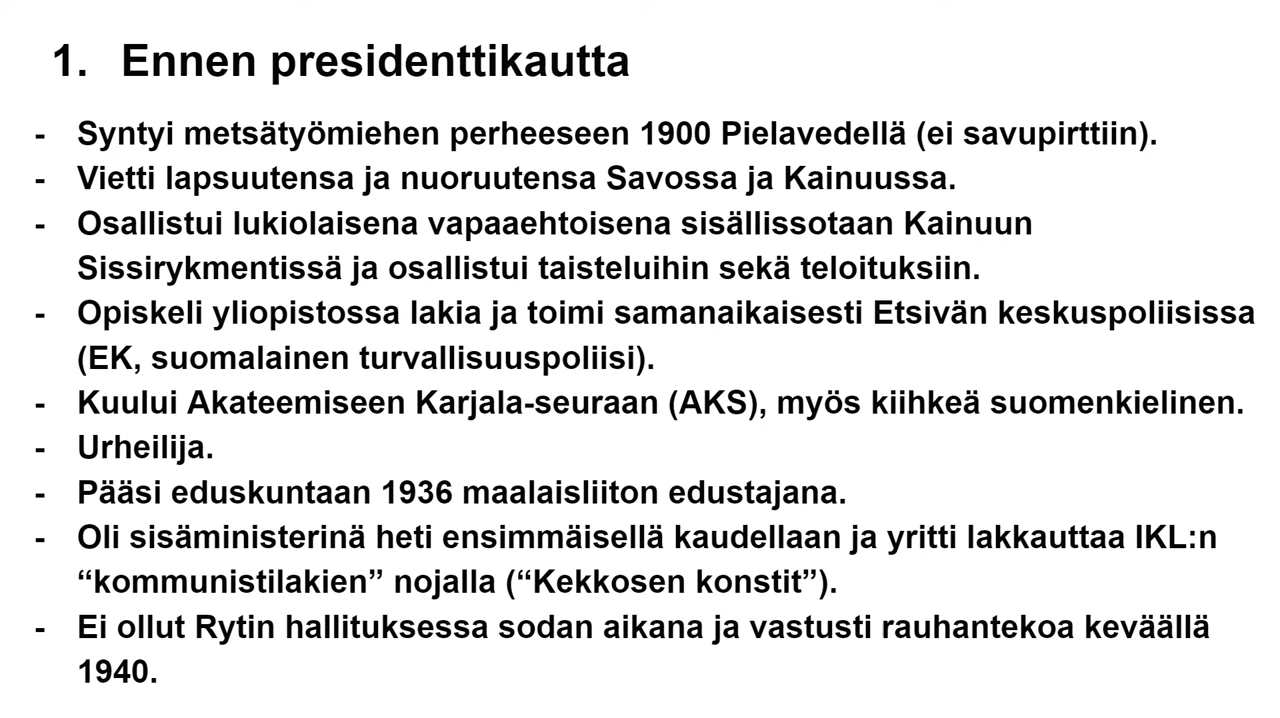 1. Ennen presidenttikautta
- Syntyi metsätyömiehen perheeseen 1900 Pielavedellä (ei savupirttiin).
- Vietti lapsuutensa ja nuoruutensa Savossa ja Kainuussa.
- Osallistui lukiolaisena vapaaehtoisena sisällissotaan Kainuun
Sissirykmentissä ja osallistui taisteluihin sekä teloituksiin.
- Opiskeli yliopistossa lakia ja toimi samanaikaisesti Etsivän keskuspoliisissa
(EK, suomalainen turvallisuuspoliisi).
- Kuului Akateemiseen Karjala-seuraan (AKS), myös kiihkeä suomenkielinen.
- Urheilija.
- Pääsi eduskuntaan 1936 maalaisliiton edustajana.
- Oli sisäministerinä heti ensimmäisellä kaudellaan ja yritti lakkauttaa IKL:n
“kommunistilakien” nojalla (“Kekkosen konstit”).
- Ei ollut Rytin hallituksessa sodan aikana ja vastusti rauhantekoa keväällä
1940.